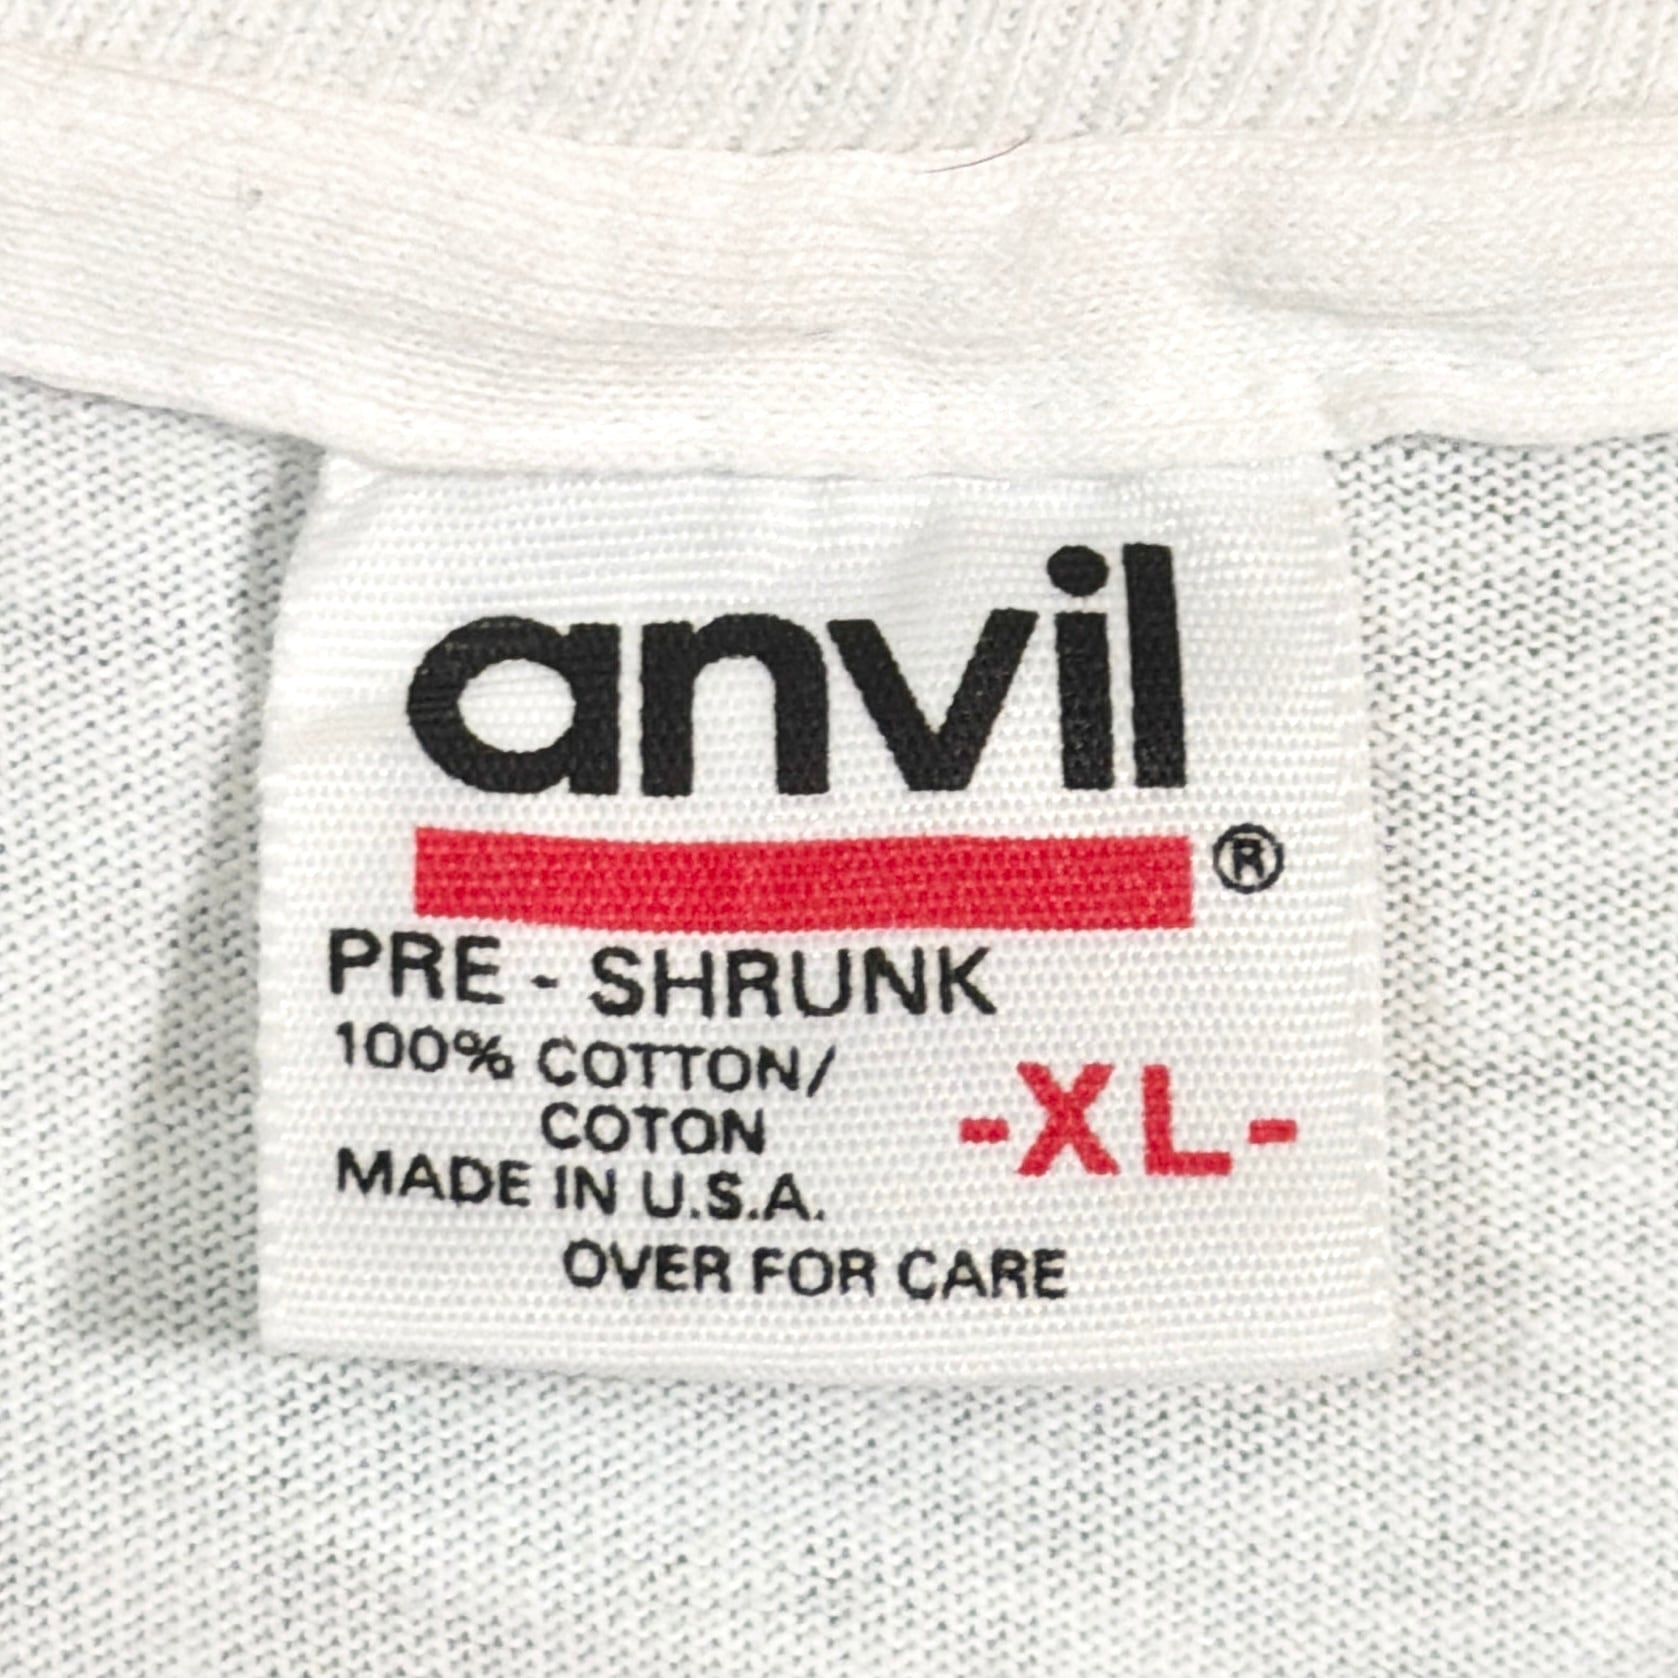 anvil®
PRE - SHRUNK
100% COTTON/
COTON
-XL-
MADE IN U.S.A.
OVER FOR CARE